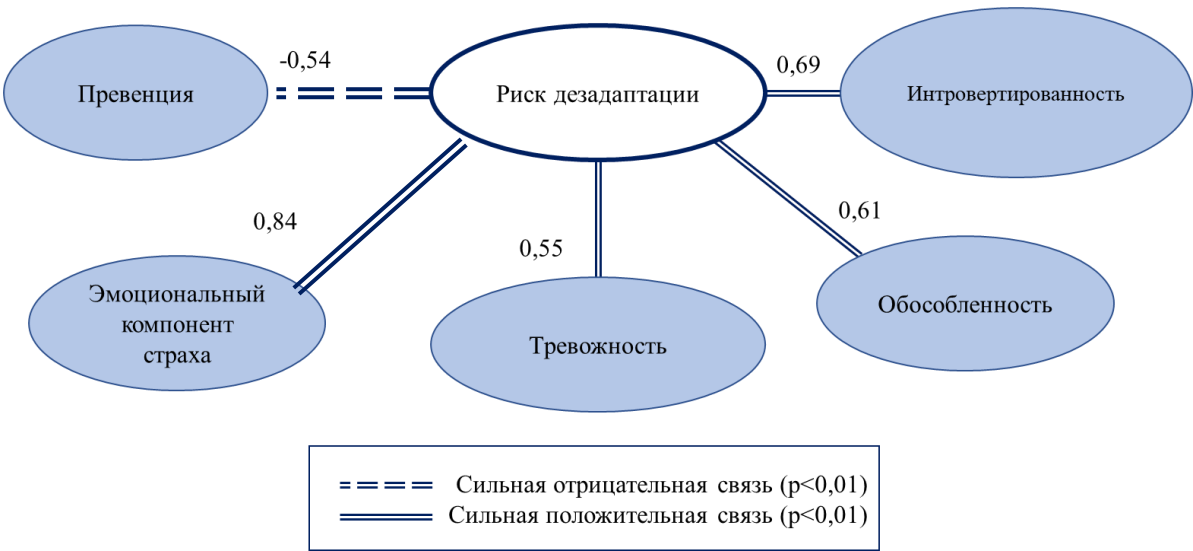 -0,54
0,69
Превенция
Риск дезадаптации
Интровертированность
0,84
0,55
0,61
Эмоциональный
компонент
страха
Тревожность
Обособленность
Сильная отрицательная связь (p<0,01)
Сильная положительная связь (p<0,01)